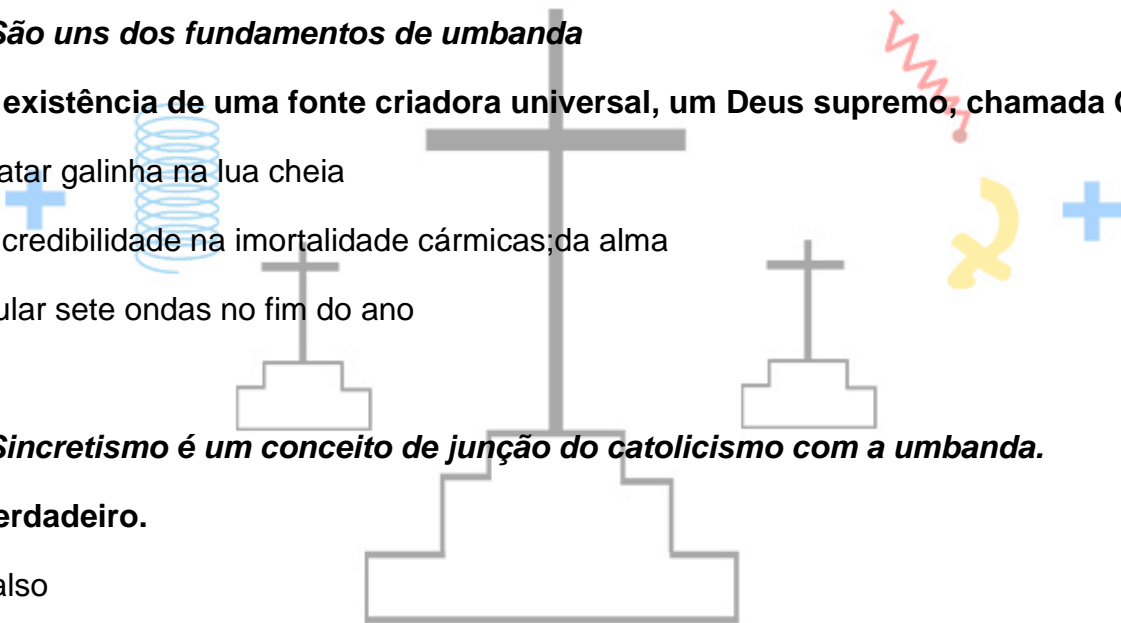 São uns dos fundamentos de umbanda
existência de uma fonte criadora universal, um Deus supremo, chamada
atar galinha na lua cheia
credibilidade na imortalidade cármicas;da alma
ular sete ondas no fim do ano
Sincretismo é um conceito de junção do catolicismo com a umbanda.
erdadeiro.
also